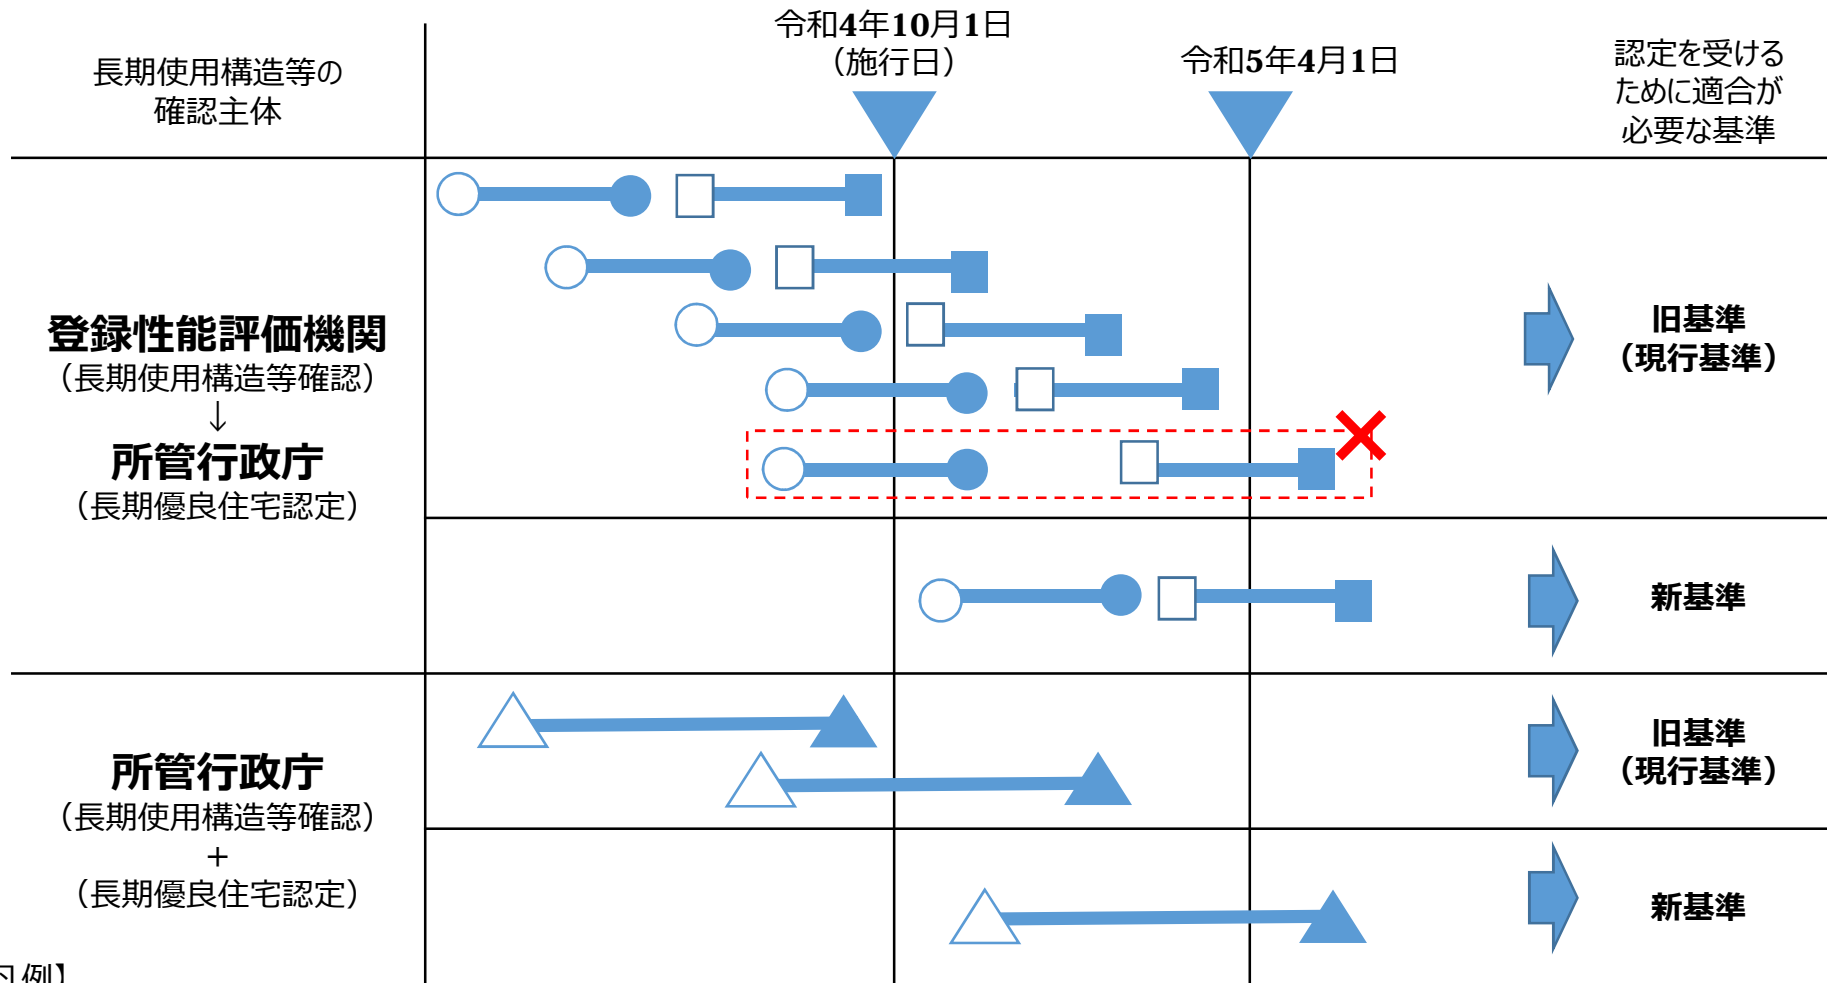 長期使用構造等の
確認主体
令和4年10月1日
（施行日）
令和5年4月1日
認定を受ける
ために適合が
必要な基準
登録性能評価機関
（長期使用構造等確認）
↓
所管行政庁
（長期優良住宅認定）
旧基準
（現行基準）
新基準
所管行政庁
（長期使用構造等確認）
＋
（長期優良住宅認定）
旧基準
（現行基準）
新基準
例】